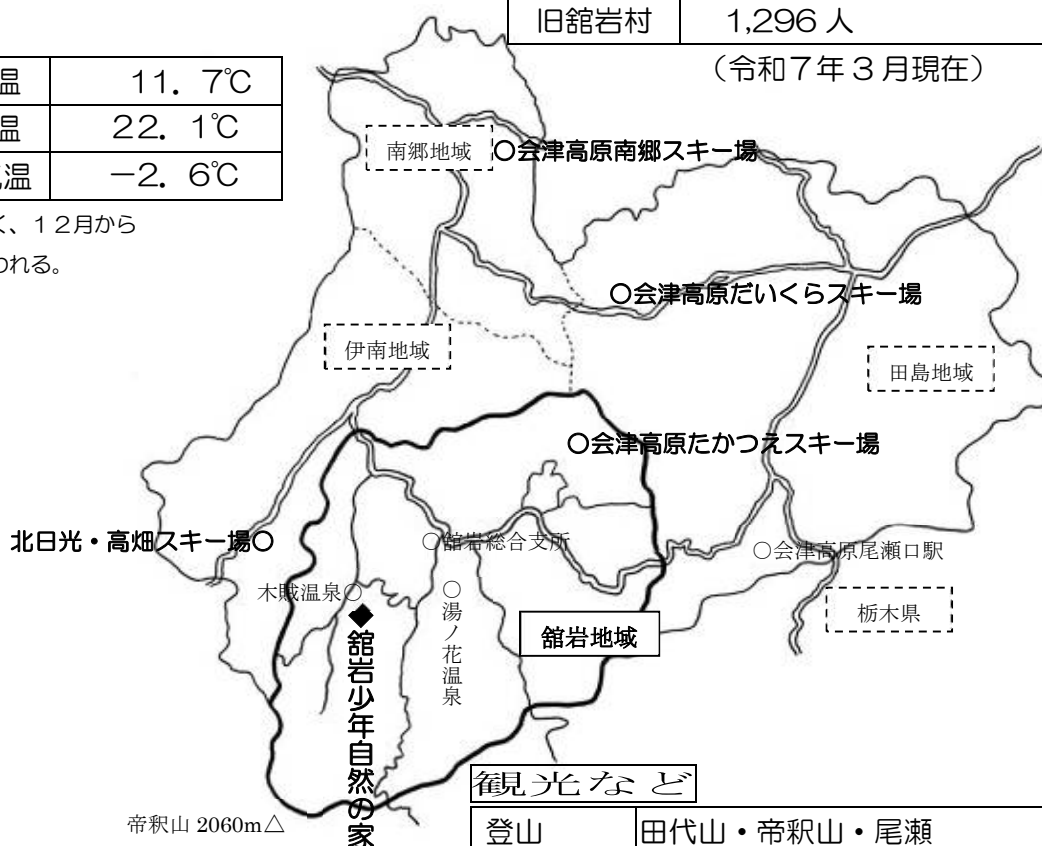 旧舘岩村 1,296 人
（令和７年３月現在）
温 11．7℃
温 22．1℃
温 −2．6℃
、１２月から
われる。
南郷地域
○会津高原南郷スキー場
○会津高原だいくらスキー場
伊南地域
田島地域
○会津高原たかつえスキー場
北日光・高畑スキー場○
○舘岩総合支所
○会津高原尾瀬口駅
木賊温泉○
○湯ノ花温泉
◆舘岩少年自然の家
舘岩地域
栃木県
観光など
帝釈山 2060m△
登山 田代山・帝釈山・尾瀬